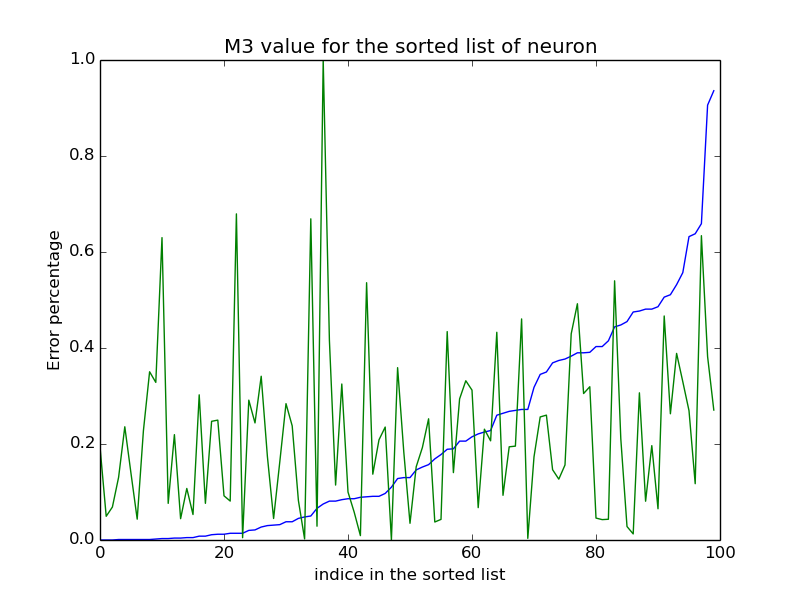 M3 value for the sorted list of neuron
1.0
0.8
0.6
0.4
0.2
0.0
Error percentage
0 20 40 60 80 100
indice in the sorted list